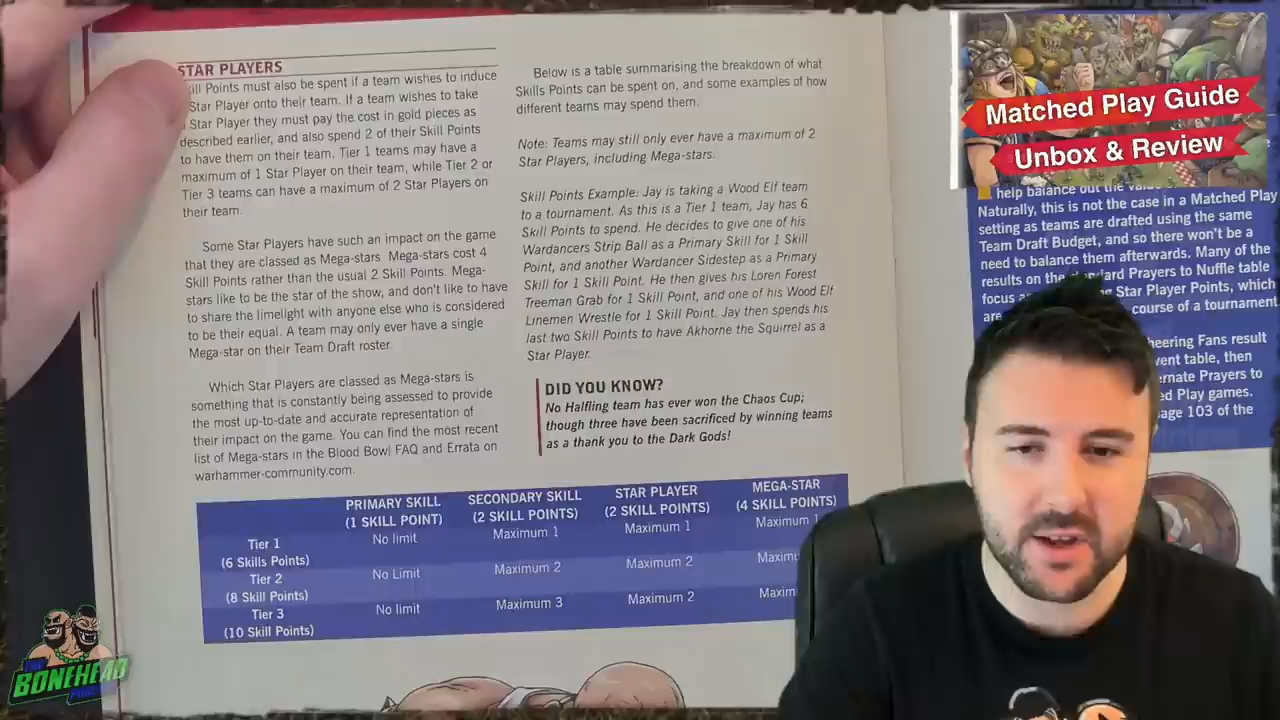 STAR PLAYERS
Skill Points must also be spent if a team wishes to induce
Star Player onto their team. If a team wishes to take
Star Player they must pay the cost in gold pieces as
described earlier, and also spend 2 of their Skill Points
to have them on their team. Tier 1 teams may have a
maximum of 1 Star Player on their team, while Tier 2 or
Tier 3 teams can have a maximum of 2 Star Players on
their team.
Some Star Players have such an impact on the game
that they are classed as Mega-stars. Mega-stars cost 4
Skill Points rather than the usual 2 Skill Points. Mega-
stars like to be the star of the show, and don't like to have
to share the limelight with anyone else who is considered
to be their equal. A team may only ever have a single
Mega-star on their Team Draft roster.
Which Star Players are classed as Mega-stars is
something that is constantly being assessed to provide
the most up-to-date and accurate representation of
their impact on the game. You can find the most recent
list of Mega-stars in the Blood Bowl FAQ and Errata on
warhammer-community.com.
Below is a table summarising the breakdown of what
Skills Points can be spent on, and some examples of how
different teams may spend them.
Note: Teams may still only ever have a maximum of 2
Star Players, including Mega-stars.
Skill Points Example: Jay is taking a Wood Elf team
to a tournament. As this is a Tier 1 team, Jay has 6
Skill Points to spend. He decides to give one of his
Wardancers Strip Ball as a Primary Skill for 1 Skill
Point, and another Wardancer Sidestep as a Primary
Skill for 1 Skill Point. He then gives his Loren Forest
Treeman Grab for 1 Skill Point, and one of his Wood Elf
Linemen Wrestle for 1 Skill Point. Jay then spends his
last two Skill Points to have Akhorne the Squirrel as a
Star Player.
DID YOU KNOW?
No Halfling team has ever won the Chaos Cup;
though three have been sacrificed by winning teams
as a thank you to the Dark Gods!
PRIMARY SKILL (1 SKILL POINT) SECONDARY SKILL (2 SKILL POINTS) STAR PLAYER (2 SKILL POINTS) MEGA-STAR (4 SKILL POINTS)
Tier 1 (6 Skills Points) No limit Maximum 1 Maximum 1 Maximum 1
Tier 2 (8 Skill Points) No Limit Maximum 2 Maximum 2
Tier 3 (10 Skill Points) No limit Maximum 3 Maximum 2
Matched Play Guide
Unbox & Review
help balance out the
Naturally, this is not the case in a Matched Play
setting as teams are drafted using the same
Team Draft Budget, and so there won't be a
need to balance them afterwards. Many of the
results on the standard Prayers to Nuffle table
focus Star Player Points, which
are course of a tournament
Cheering Fans result
table, then
Prayers to
Play games.
page 103 of the
THE
BONEHEAD